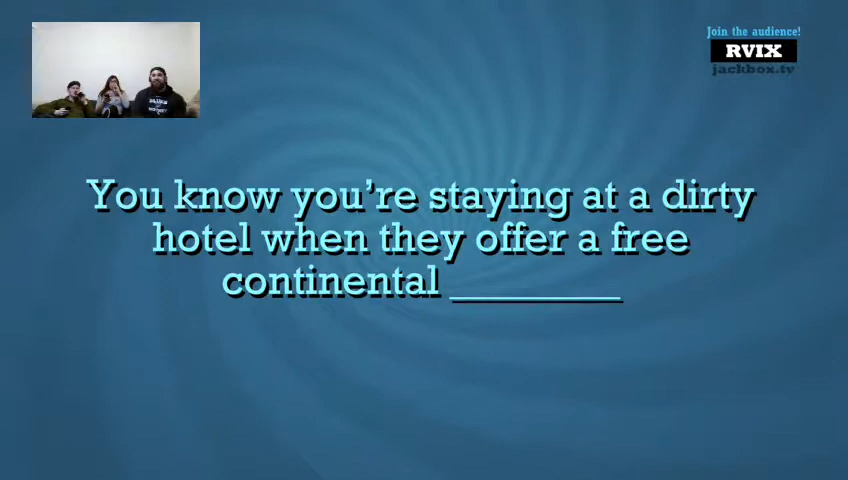 Join the audience!
RVIX
jackbox.tv
You know you're staying at a dirty
hotel when they offer a free
continental ________